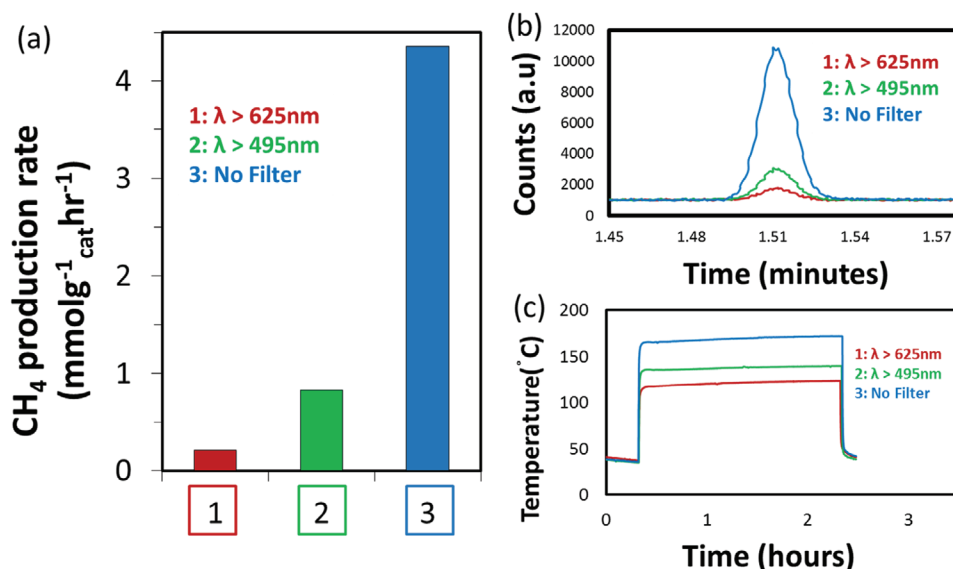 (a)
CH₄ production rate
(mmolg⁻¹cat hr⁻¹)
4
3
2
1
0
1: λ > 625nm
2: λ > 495nm
3: No Filter
1
2
3
(b)
Counts (a.u)
12000
10000
8000
6000
4000
2000
0
1: λ > 625nm
2: λ > 495nm
3: No Filter
1.45
1.48
1.51
1.54
1.57
Time (minutes)
(c)
Temperature(°C)
200
150
100
50
0
1: λ > 625nm
2: λ > 495nm
3: No Filter
0
1
2
3
Time (hours)